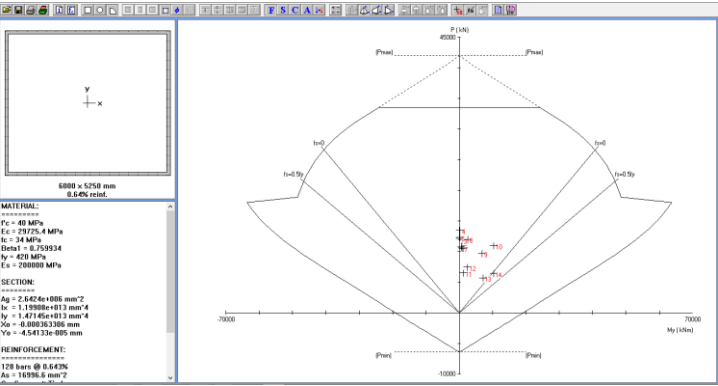 F S C A
y
x
6000 x 5250 mm
0.64% reinf.
MATERIAL:
=========
f'c = 40 MPa
Ec = 29725.4 MPa
fc = 34 MPa
Beta1 = 0.759934
fy = 420 MPa
Es = 200000 MPa
SECTION:
========
Ag = 2.6424e+006 mm^2
Ix = 1.19988e+013 mm^4
Iy = 1.47145e+013 mm^4
Xo = -0.000363386 mm
Yo = -4.54133e-005 mm
REINFORCEMENT:
==============
128 bars @ 0.643%
As = 16996.6 mm^2
P ( kN)
45000
(Pmax)
(Pmax)
fs=0
fs=0
fs=0.5fy
fs=0.5fy
10
9
12
11
13
14
-70000
70000
My ( kNm)
(Pmin)
(Pmin)
-10000